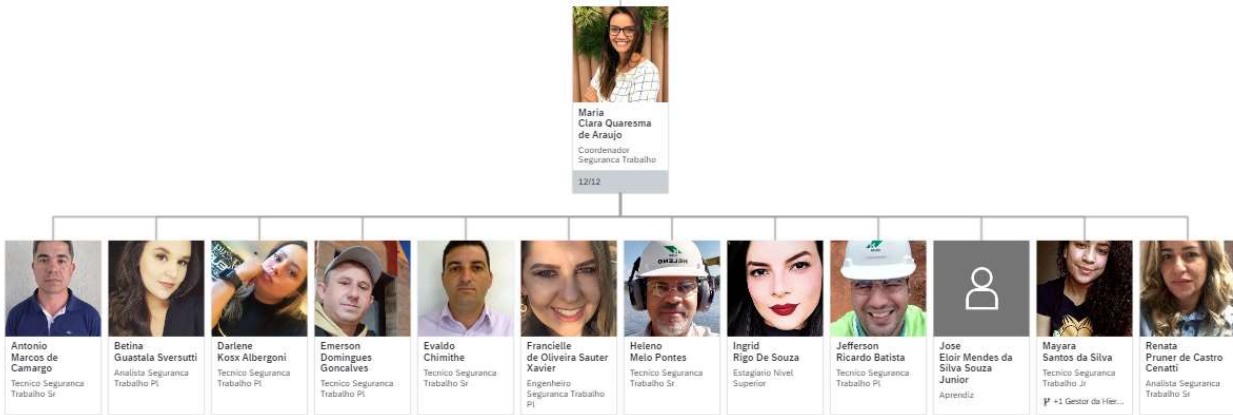 Maria
Clara Quaresma
de Araujo
Coordenador
Seguranca Trabalho
12/12
HELENO
Antonio
Marcos de
Camargo
Tecnico Seguranca
Trabalho Sr
Betina
Guastala Sversutti
Analista Seguranca
Trabalho Pl
Darlene
Kosx Albergoni
Tecnico Seguranca
Trabalho Pl
Emerson
Domingues
Goncalves
Tecnico Seguranca
Trabalho Pl
Evaldo
Chimithe
Tecnico Seguranca
Trabalho Sr
Francielle
de Oliveira Sauter
Xavier
Engenheiro
Seguranca Trabalho
Pl
Heleno
Melo Pontes
Tecnico Seguranca
Trabalho Sr
Ingrid
Rigo De Souza
Estagiario Nivel
Superior
Jefferson
Ricardo Batista
Tecnico Seguranca
Trabalho Pl
Jose
Eloir Mendes da
Silva Souza
Junior
Aprendiz
Mayara
Santos da Silva
Tecnico Seguranca
Trabalho Jr
+1 Gestor da Hier...
Renata
Pruner de Castro
Cenatti
Analista Seguranca
Trabalho Sr